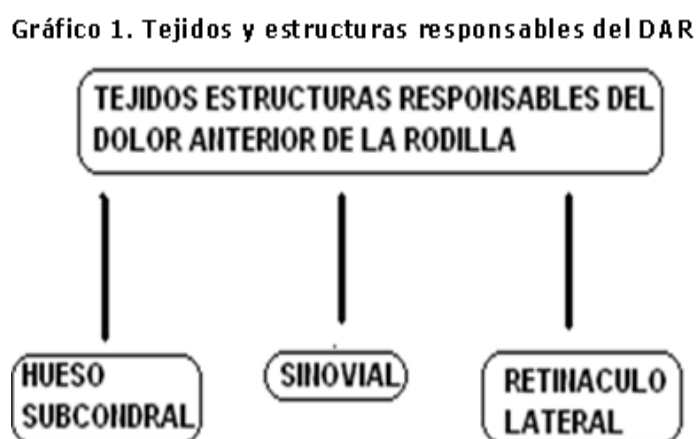 Gráfico 1. Tejidos y estructuras responsables del DAR
TEJIDOS ESTRUCTURAS RESPONSABLES DEL
DOLOR ANTERIOR DE LA RODILLA
HUESO
SUBCONDRAL
SINOVIAL
RETINACULO
LATERAL